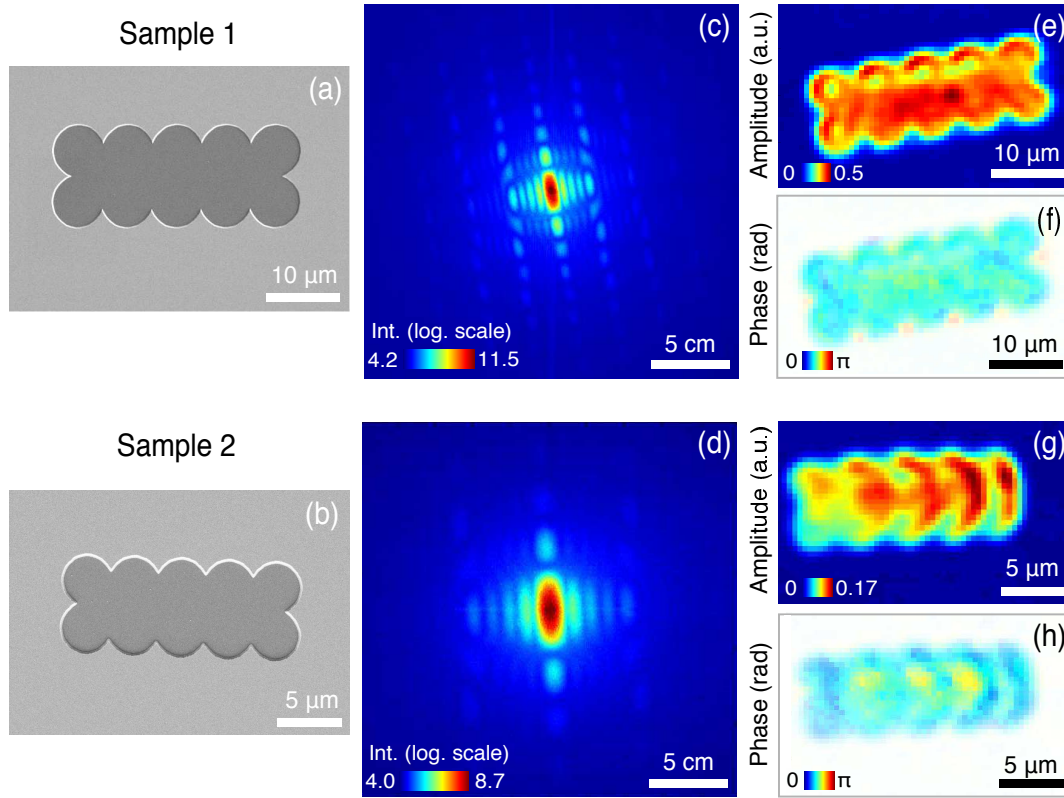 Sample 1
(a)
10 μm
(c)
Int. (log. scale)
4.2 11.5
5 cm
Amplitude (a.u.)
(e)
0 0.5
10 μm
Phase (rad)
(f)
0 π
10 μm
Sample 2
(b)
5 μm
(d)
Int. (log. scale)
4.0 8.7
5 cm
Amplitude (a.u.)
(g)
0 0.17
5 μm
Phase (rad)
(h)
0 π
5 μm